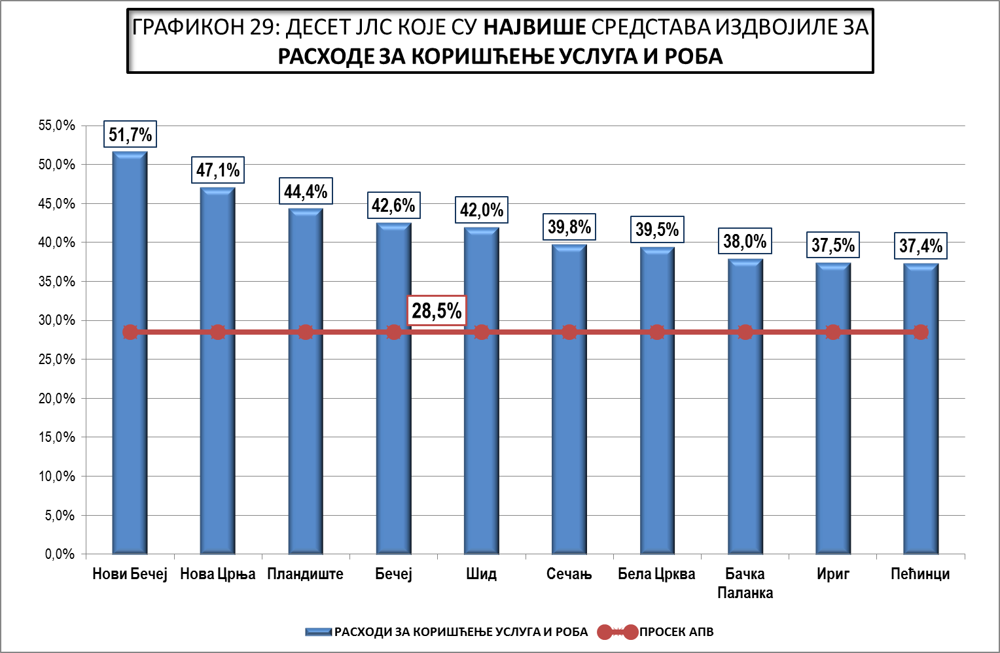 ГРАФИКОН 29: ДЕСЕТ ЈЛС КОЈЕ СУ НАЈВИШЕ СРЕДСТАВА ИЗДВОЈИЛЕ ЗА
РАСХОДЕ ЗА КОРИШЋЕЊЕ УСЛУГА И РОБА
55,0%
50,0%
45,0%
40,0%
35,0%
30,0%
25,0%
20,0%
15,0%
10,0%
5,0%
0,0%
51,7%
47,1%
44,4%
42,6%
42,0%
39,8%
39,5%
38,0%
37,5%
37,4%
28,5%
Нови Бечеј
Нова Црња
Пландиште
Бечеј
Шид
Сечањ
Бела Црква
Бачка
Паланка
Ириг
Пећинци
РАСХОДИ ЗА КОРИШЋЕЊЕ УСЛУГА И РОБА
ПРОСЕК АПВ